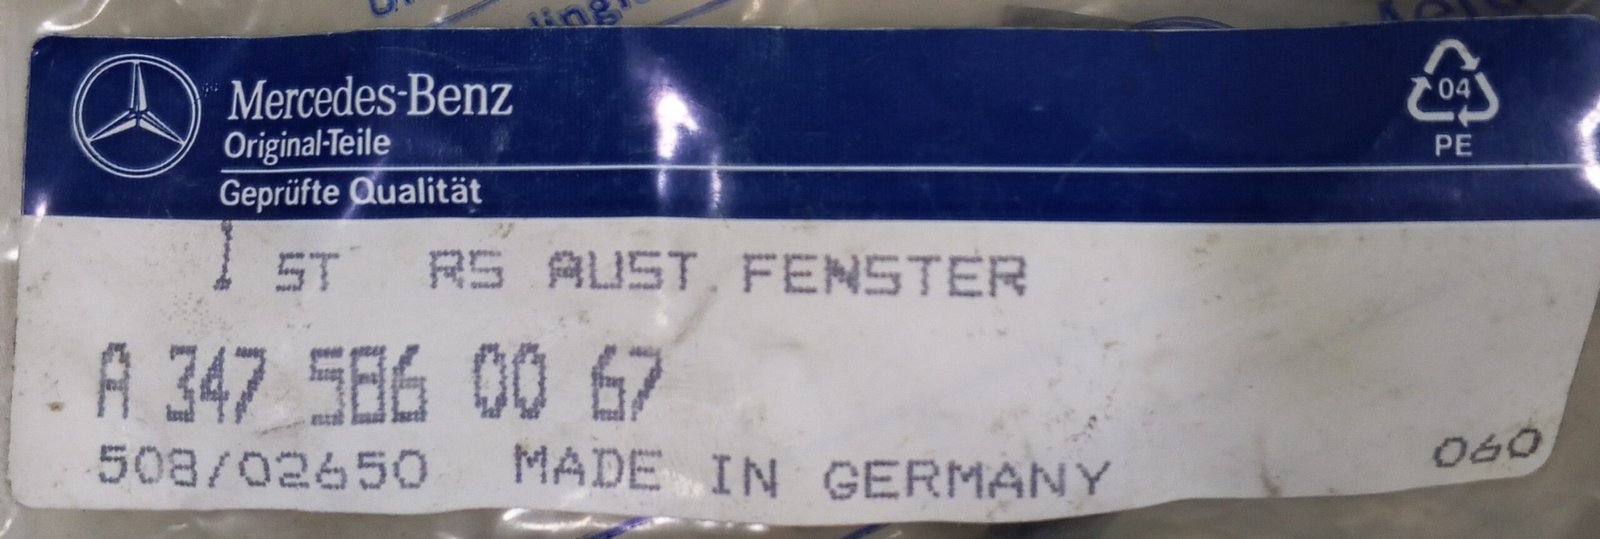 Mercedes-Benz
Original-Teile
Geprüfte Qualität
04
PE
1 ST RS AUST.FENSTER
A 347 586 00 67
508/02650 MADE IN GERMANY
060